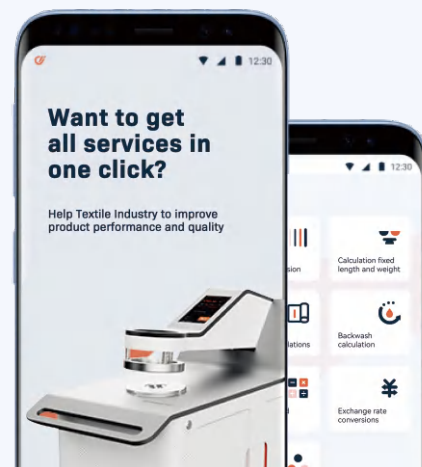 12:30
Want to get
all services in
one click?
Help Textile Industry to improve
product performance and quality
12:30
Calculation fixed
length and weight
Backwash
calculation
Exchange rate
conversions